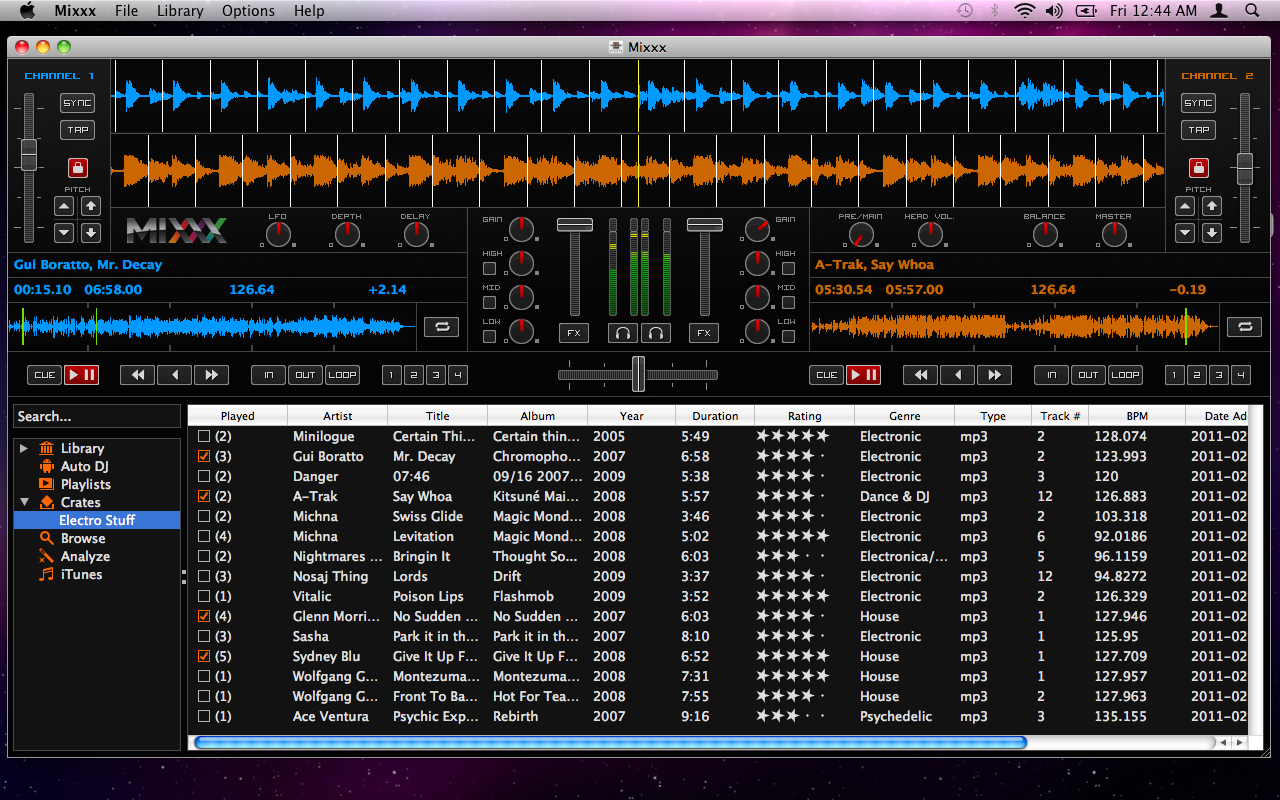 Mixxx File Library Options Help Fri 12:44 AM
Mixxx
CHANNEL 1
SYNC
TAP
PITCH
CHANNEL 2
SYNC
TAP
PITCH
MIXXX LFO DEPTH DELAY
GAIN
HIGH
MID
LOW
FX FX
GAIN
HIGH
MID
LOW
PRE/MAIN HEAD VOL. BALANCE MASTER
Gui Boratto, Mr. Decay
00:15.10 06:58.00 126.64 +2.14
A-Trak, Say Whoa
05:30.54 05:57.00 126.64 -0.19
CUE IN OUT LOOP 1 2 3 4
CUE IN OUT LOOP 1 2 3 4
Search...
Library
Auto DJ
Playlists
Crates
Electro Stuff
Browse
Analyze
iTunes
Played Artist Title Album Year Duration Rating Genre Type Track # BPM Date Ad
(2) Minilogue Certain Thi... Certain thin... 2005 5:49 Electronic mp3 2 128.074 2011-02
(3) Gui Boratto Mr. Decay Chromopho... 2007 6:58 Electronic mp3 2 123.993 2011-02
(2) Danger 07:46 09/16 2007... 2009 5:38 Electronic mp3 3 120 2011-02
(2) A-Trak Say Whoa Kitsuné Mai... 2008 5:57 Dance & DJ mp3 12 126.883 2011-02
(2) Michna Swiss Glide Magic Mond... 2008 3:46 Electronic mp3 2 103.318 2011-02
(4) Michna Levitation Magic Mond... 2008 5:02 Electronic mp3 6 92.0186 2011-02
(2) Nightmares ... Bringin It Thought So... 2008 6:03 Electronica/... mp3 5 96.1159 2011-02
(3) Nosaj Thing Lords Drift 2009 3:37 Electronic mp3 12 94.8272 2011-02
(1) Vitalic Poison Lips Flashmob 2009 3:52 Electronic mp3 2 126.329 2011-02
(4) Glenn Morri... No Sudden ... No Sudden ... 2007 6:03 House mp3 1 127.946 2011-02
(3) Sasha Park it in th... Park it in th... 2007 8:10 Electronic mp3 1 125.95 2011-02
(5) Sydney Blu Give It Up F... Give It Up F... 2008 6:52 House mp3 1 127.709 2011-02
(1) Wolfgang G... Montezuma... Montezuma... 2008 7:31 House mp3 1 127.957 2011-02
(1) Wolfgang G... Front To Ba... Hot For Tea... 2008 7:55 House mp3 2 127.963 2011-02
(1) Ace Ventura Psychic Exp... Rebirth 2007 9:16 Psychedelic mp3 3 135.155 2011-02